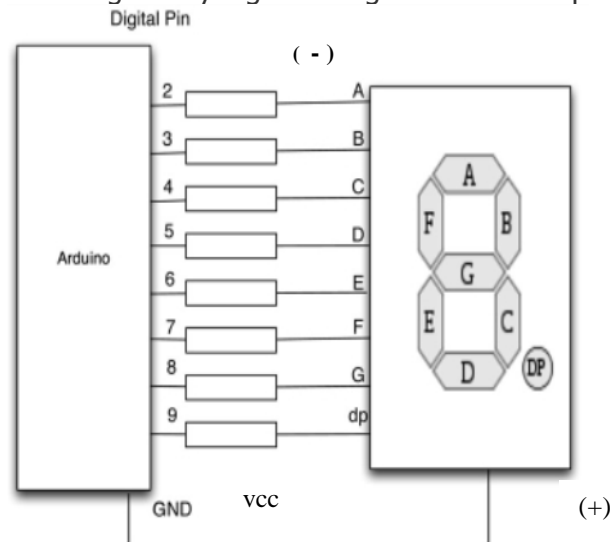 Digital Pin
( - )
2 A
3 B
4 C
5 D
Arduino
6 E
7 F
8 G
9 dp
A
F B
G
E C
D DP
GND vcc (+)